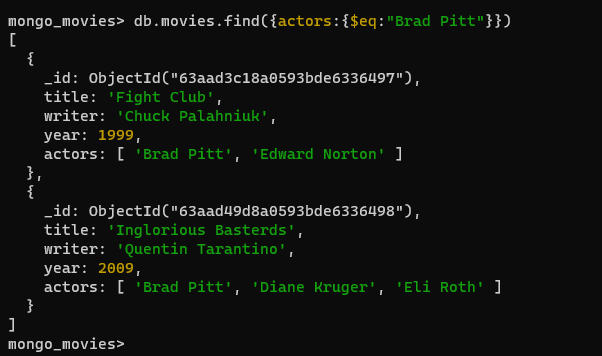 mongo_movies> db.movies.find({actors:{$eq:"Brad Pitt"}})
[
  {
    _id: ObjectId("63aad3c18a0593bde6336497"),
    title: 'Fight Club',
    writer: 'Chuck Palahniuk',
    year: 1999,
    actors: [ 'Brad Pitt', 'Edward Norton' ]
  },
  {
    _id: ObjectId("63aad49d8a0593bde6336498"),
    title: 'Inglorious Basterds',
    writer: 'Quentin Tarantino',
    year: 2009,
    actors: [ 'Brad Pitt', 'Diane Kruger', 'Eli Roth' ]
  }
]
mongo_movies>